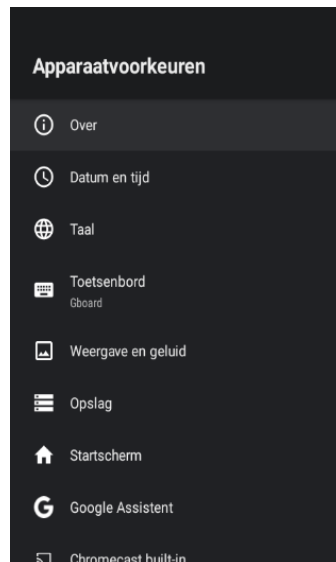 Apparaatvoorkeuren
Over
Datum en tijd
Taal
Toetsenbord
Gboard
Weergave en geluid
Opslag
Startscherm
Google Assistent
Chromecast built-in